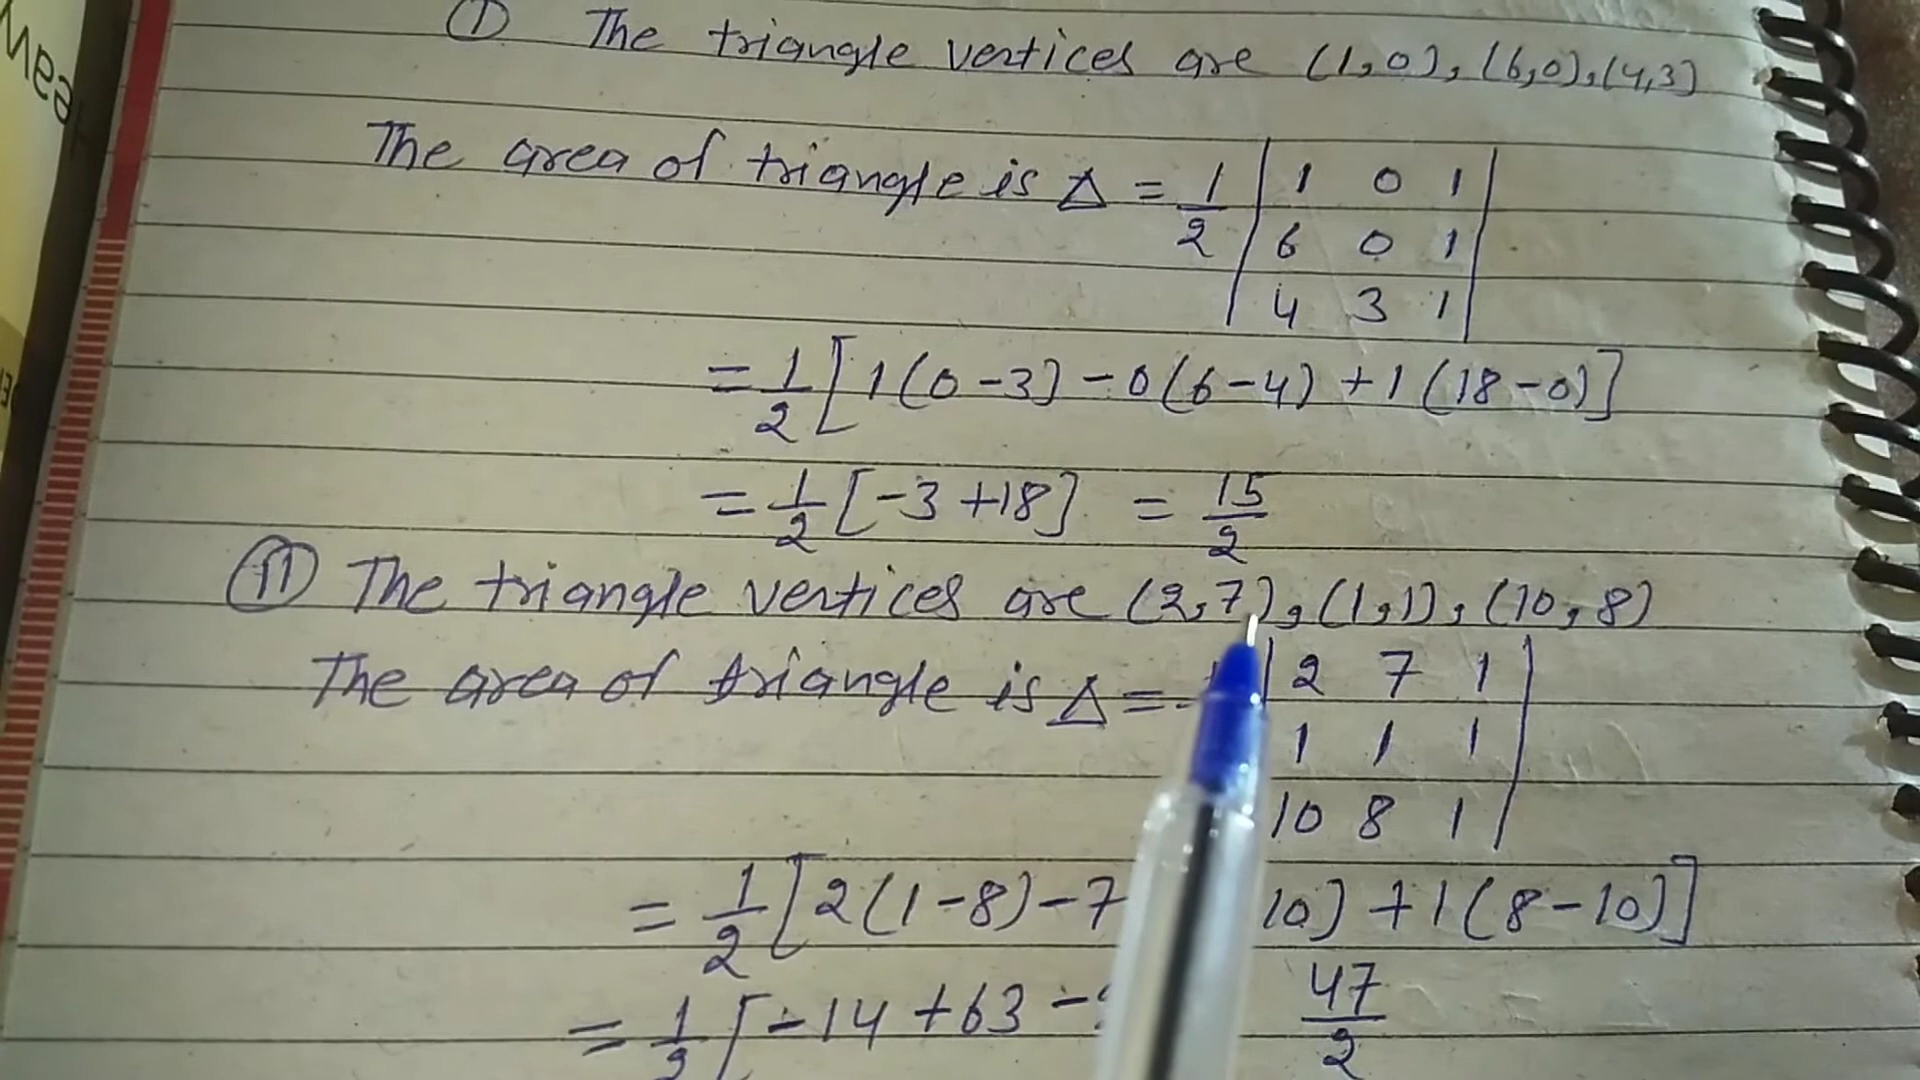 ① The triangle vertices are (1,0), (6,0), (4,3)
The area of triangle is Δ = 1/2 | 1 0 1 |
| 6 0 1 |
| 4 3 1 |
= 1/2 [1(0-3) - 0(6-4) + 1(18-0)]
= 1/2 [-3 +18] = 15/2
ⓘⓘ The triangle vertices are (2,7), (1,1), (10,8)
The area of triangle is Δ = | 2 7 1 |
1 1 1 |
10 8 1 |
= 1/2 [2(1-8) - 7 10) + 1(8-10)]
= 1/2 [-14 +63 - 47/2